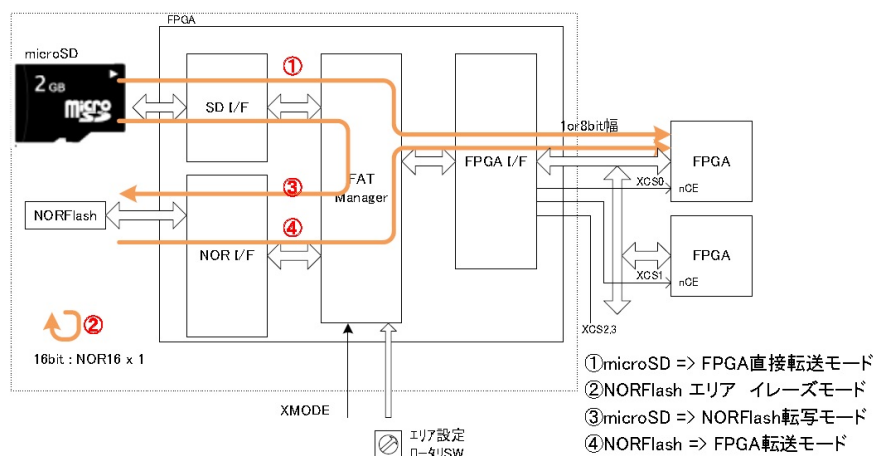 FPGA
microSD
2 GB
micro
SD
①
SD I/F
1or8bit幅
FPGA I/F
FPGA
FAT
Manager
③
XCS0
nCE
NORFlash
④
NOR I/F
FPGA
XCS1
nCE
②
16bit : NOR16 x 1
XCS2,3
①microSD => FPGA直接転送モード
②NORFlash エリア イレーズモード
③microSD => NORFlash転写モード
④NORFlash => FPGA転送モード
XMODE
エリア設定
ロータリSW